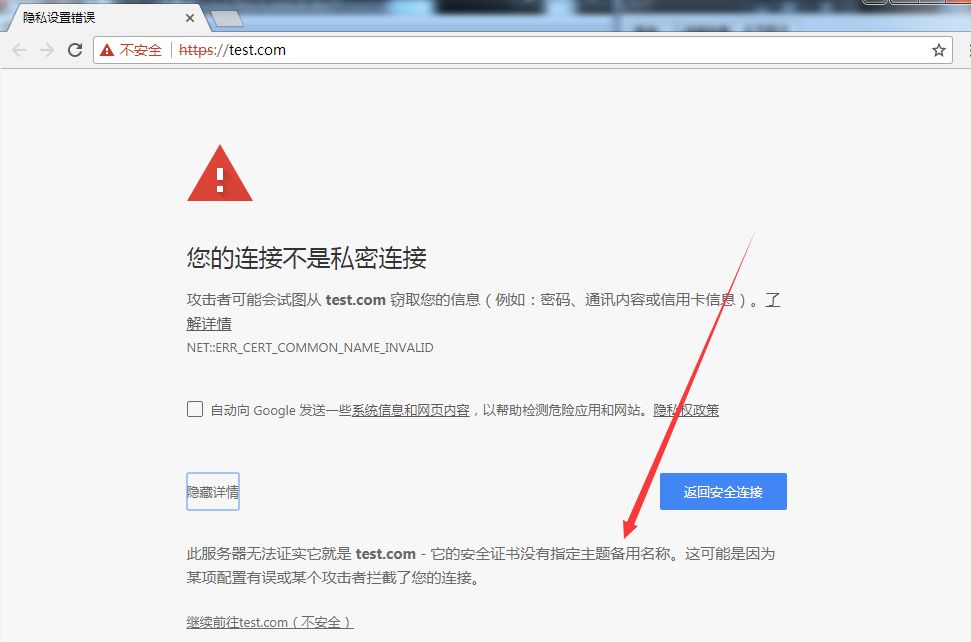 隐私设置错误
不安全 https://test.com
您的连接不是私密连接
攻击者可能会试图从 test.com 窃取您的信息（例如：密码、通讯内容或信用卡信息）。了
解详情
NET::ERR_CERT_COMMON_NAME_INVALID
自动向 Google 发送一些系统信息和网页内容，以帮助检测危险应用和网站。隐私权政策
隐藏详情
返回安全连接
此服务器无法证实它就是 test.com - 它的安全证书没有指定主题备用名称。这可能是因为
某项配置有误或某个攻击者拦截了您的连接。
继续前往test.com（不安全）